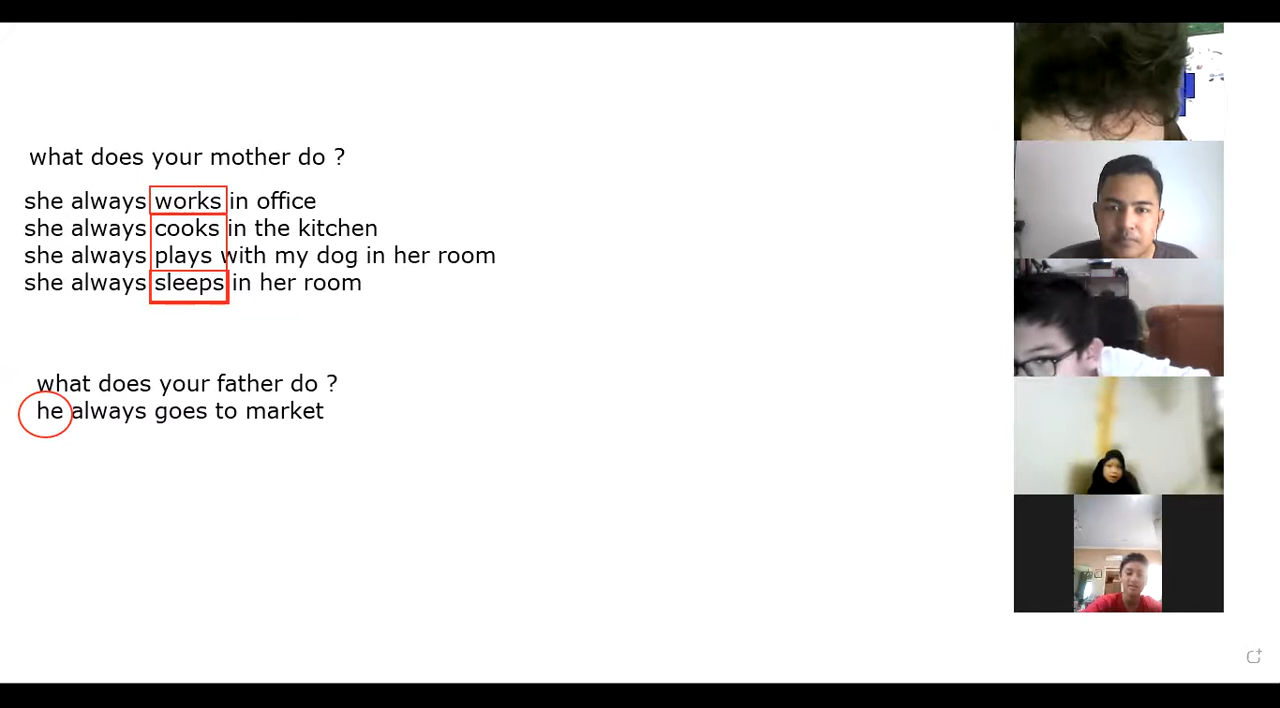 what does your mother do ?
she always works in office
she always cooks in the kitchen
she always plays with my dog in her room
she always sleeps in her room
what does your father do ?
he always goes to market